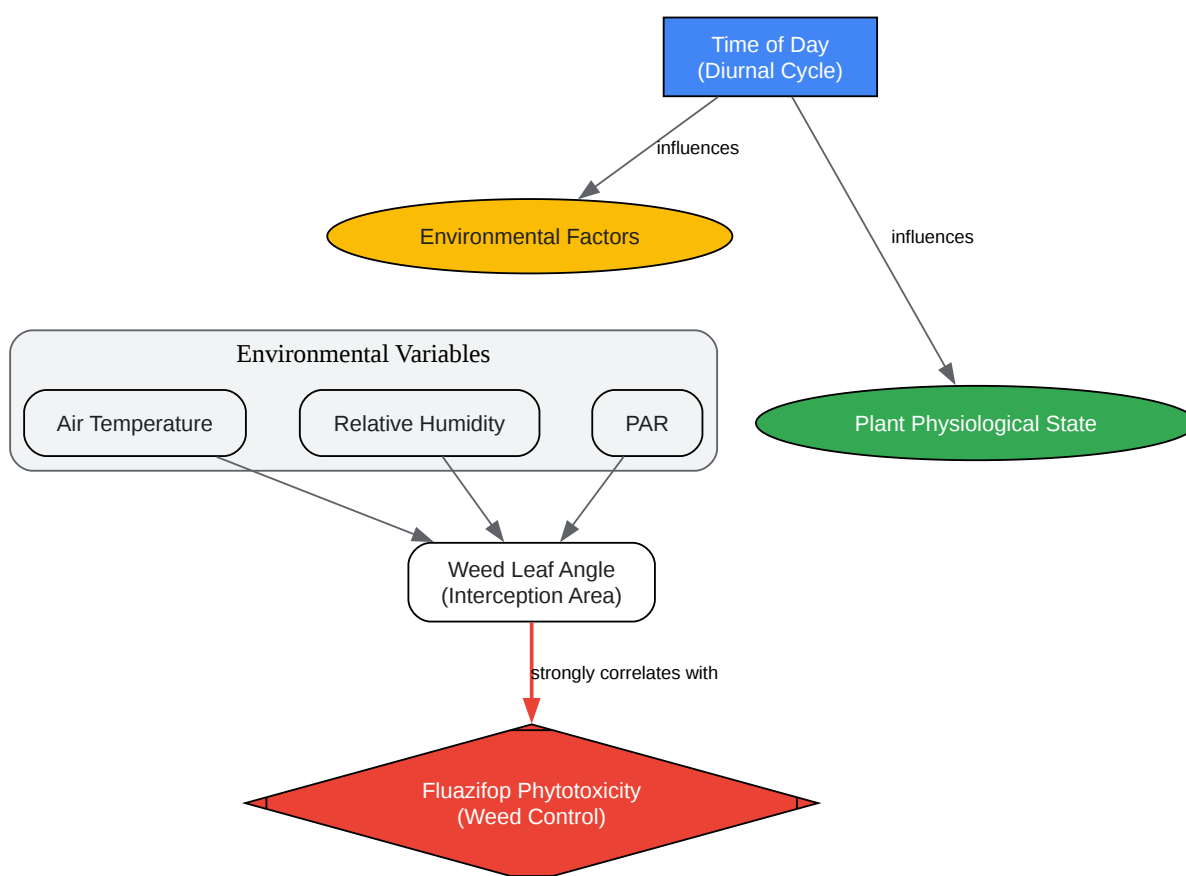 Time of Day
(Diurnal Cycle)
influences
Environmental Factors
influences
Environmental Variables
Air Temperature
Relative Humidity
PAR
Plant Physiological State
Weed Leaf Angle
(Interception Area)
strongly correlates with
Fluazifop Phytotoxicity
(Weed Control)